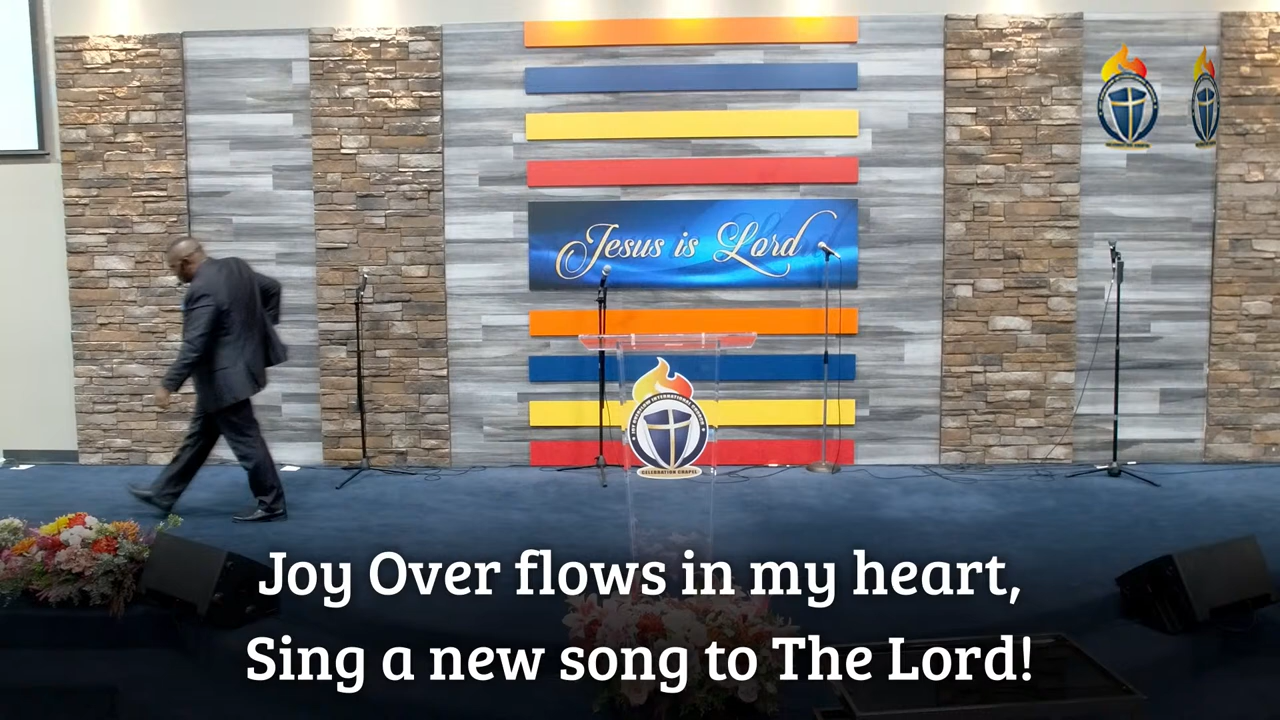 Jesus is Lord
CELEBRATION CHAPEL
Joy Over flows in my heart,
Sing a new song to The Lord!